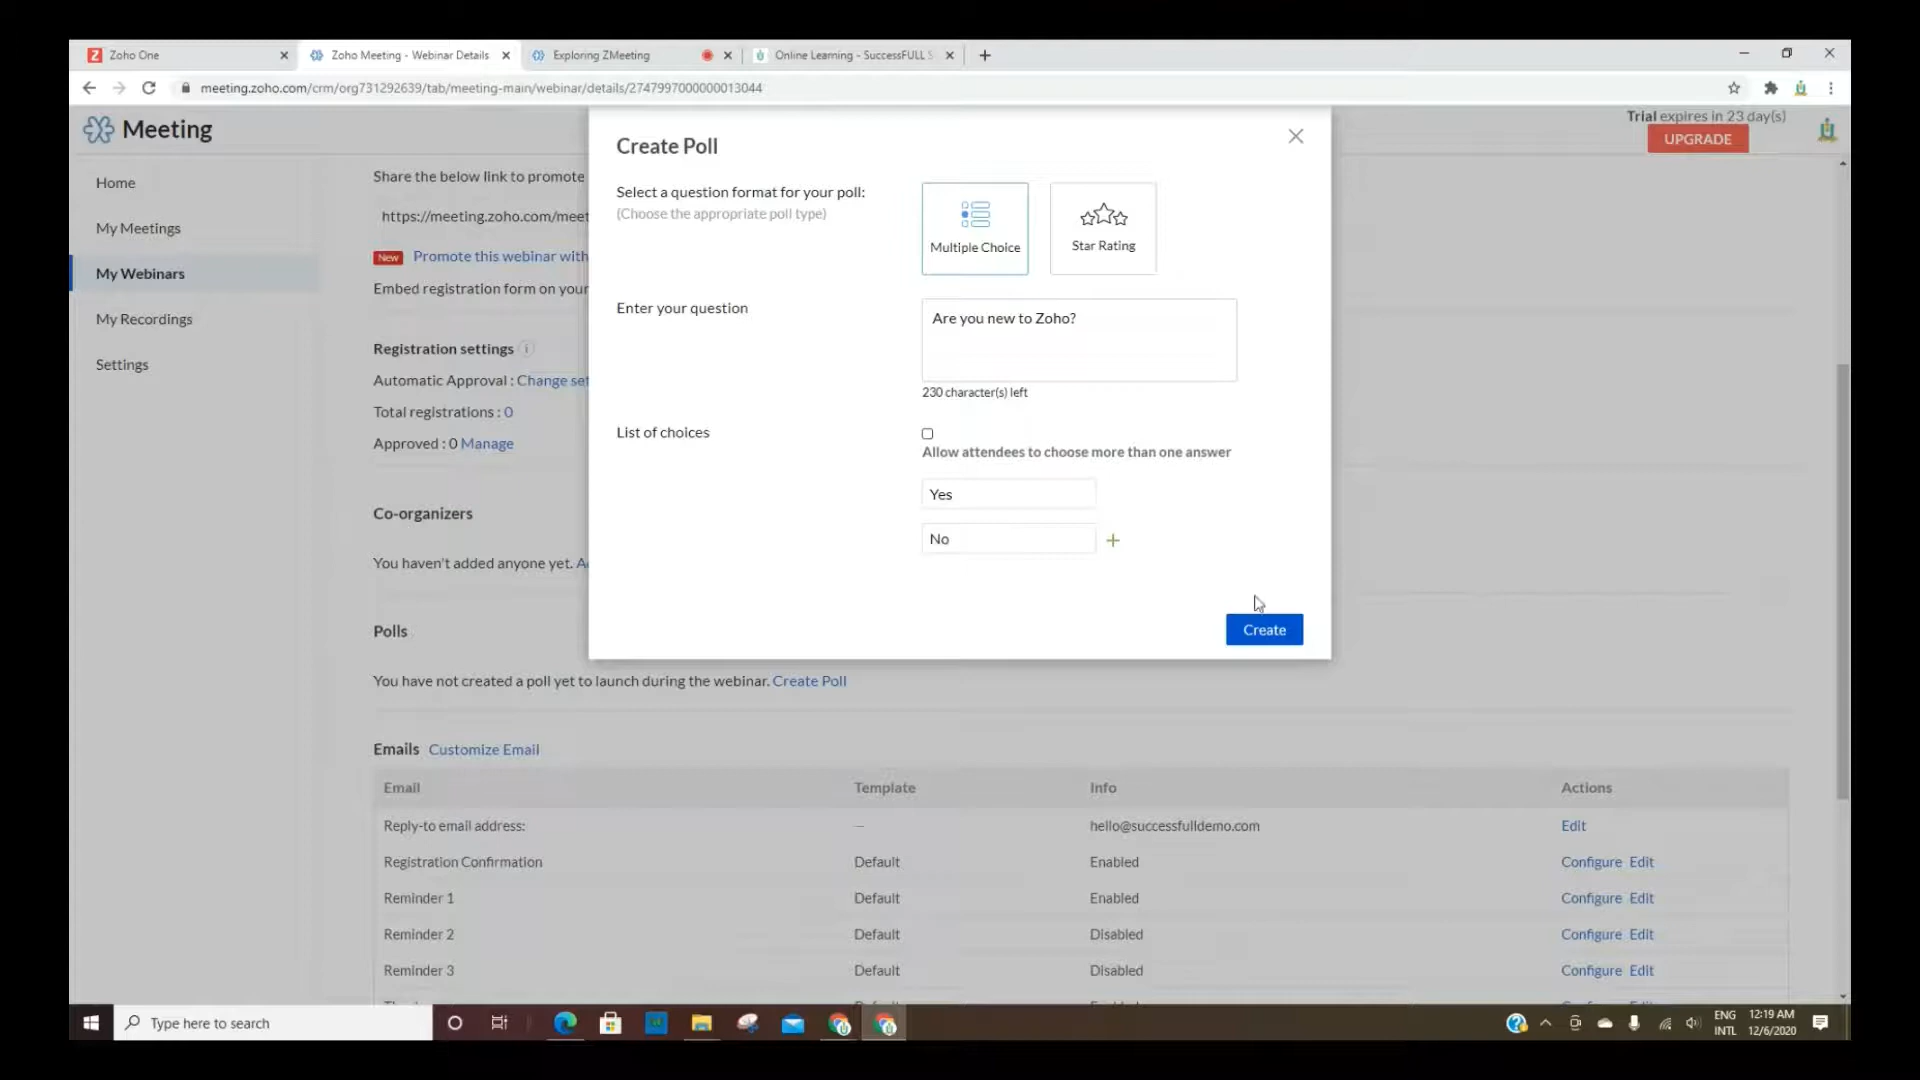 Zoho One
Zoho Meeting - Webinar Details
Exploring ZMeeting
Online Learning - SuccessFULL S
meeting.zoho.com/crm/org731292639/tab/meeting-main/webinar/details/2747997000000013044
Meeting
Trial expires in 23 day(s)
UPGRADE
Home
My Meetings
My Webinars
My Recordings
Settings
Share the below link to promote
https://meeting.zoho.com/meet
New Promote this webinar with
Embed registration form on your
Registration settings
Automatic Approval : Change set
Total registrations : 0
Approved : 0 Manage
Co-organizers
You haven't added anyone yet. A
Polls
You have not created a poll yet to launch during the webinar. Create Poll
Create Poll
Select a question format for your poll:
(Choose the appropriate poll type)
Multiple Choice
Star Rating
Enter your question
Are you new to Zoho?
230 character(s) left
List of choices
Allow attendees to choose more than one answer
Yes
No
Create
Emails Customize Email
Email Template Info Actions
Reply-to email address: — hello@successfulldemo.com Edit
Registration Confirmation Default Enabled Configure Edit
Reminder 1 Default Enabled Configure Edit
Reminder 2 Default Disabled Configure Edit
Reminder 3 Default Disabled Configure Edit
Type here to search
ENG
INTL
12:19 AM
12/6/2020